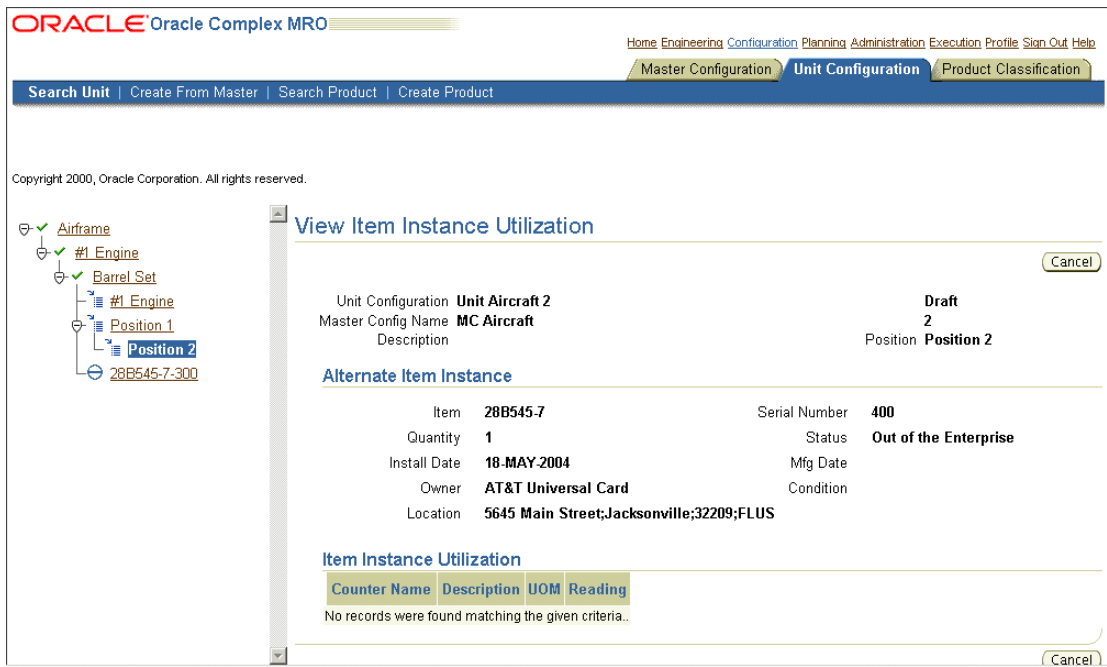 ORACLE Oracle Complex MRO
Home Engineering Configuration Planning Administration Execution Profile Sign Out Help
Master Configuration Unit Configuration Product Classification
Search Unit | Create From Master | Search Product | Create Product
Copyright 2000, Oracle Corporation. All rights reserved.
Airframe
#1 Engine
Barrel Set
#1 Engine
Position 1
Position 2
28B545-7-300
View Item Instance Utilization
Cancel
Unit Configuration Unit Aircraft 2 Draft
Master Config Name MC Aircraft 2
Description Position Position 2
Alternate Item Instance
Item 28B545-7 Serial Number 400
Quantity 1 Status Out of the Enterprise
Install Date 18-MAY-2004 Mfg Date
Owner AT&T Universal Card Condition
Location 5645 Main Street;Jacksonville;32209;FLUS
Item Instance Utilization
Counter Name Description UOM Reading
No records were found matching the given criteria..
Cancel